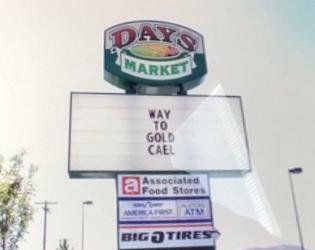 DAYS
MARKET
WAY
TO
GOLD
CAEL
a Associated
Food Stores
AMERICA FIRST
ATM
BIG O TIRES